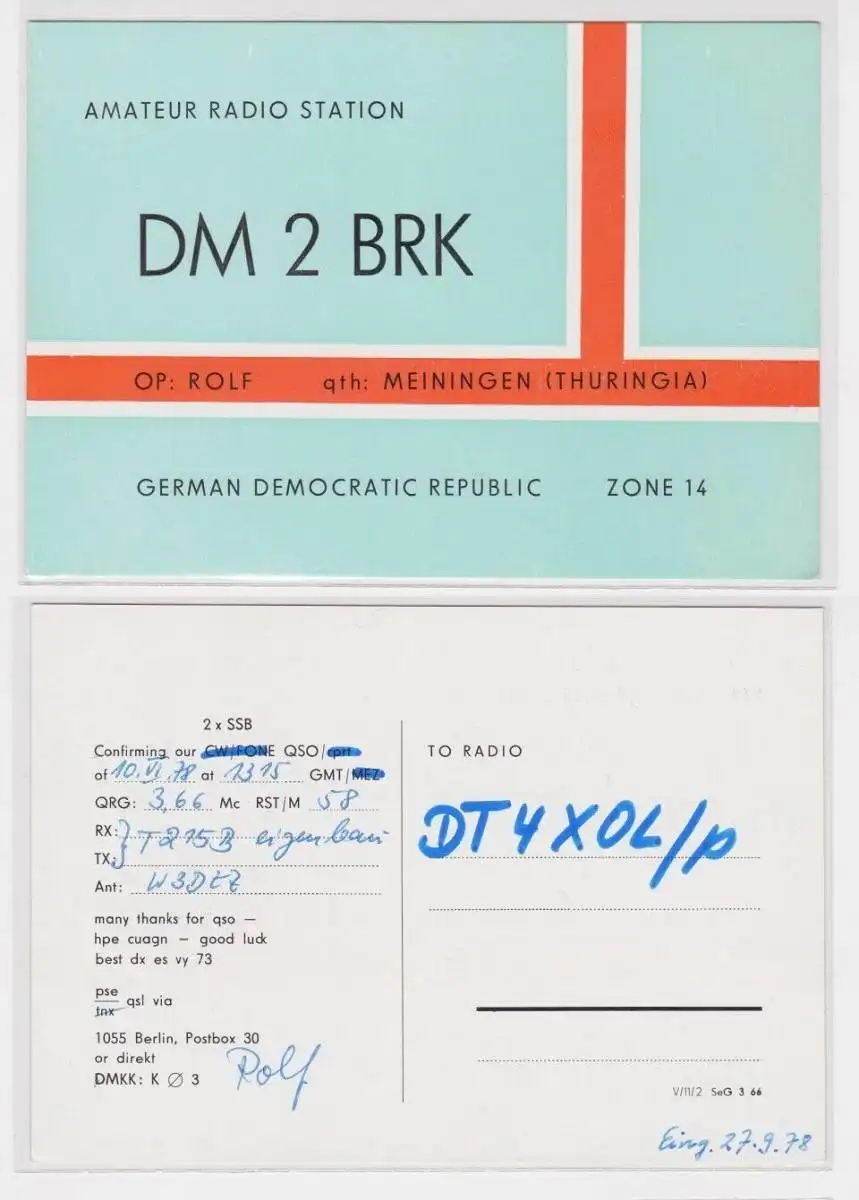 AMATEUR RADIO STATION
DM 2 BRK
OP: ROLF qth: MEININGEN (THURINGIA)
GERMAN DEMOCRATIC REPUBLIC ZONE 14
2 x SSB
Confirming our CW/FONE QSO/cprt
of 10. VI. 78 at 1315 GMT/MEZ
QRG: 3,66 Mc RST/M 58
RX: } T215B eigenbau
TX:
Ant: W3DZZ
many thanks for qso –
hpe cuagn – good luck
best dx es vy 73
pse
tnx qsl via
1055 Berlin, Postbox 30
or direkt
DMKK: K Ø 3 Rolf
TO RADIO
DT4XOL/p
V/11/2 SeG 3 66
Eing. 27.9.78